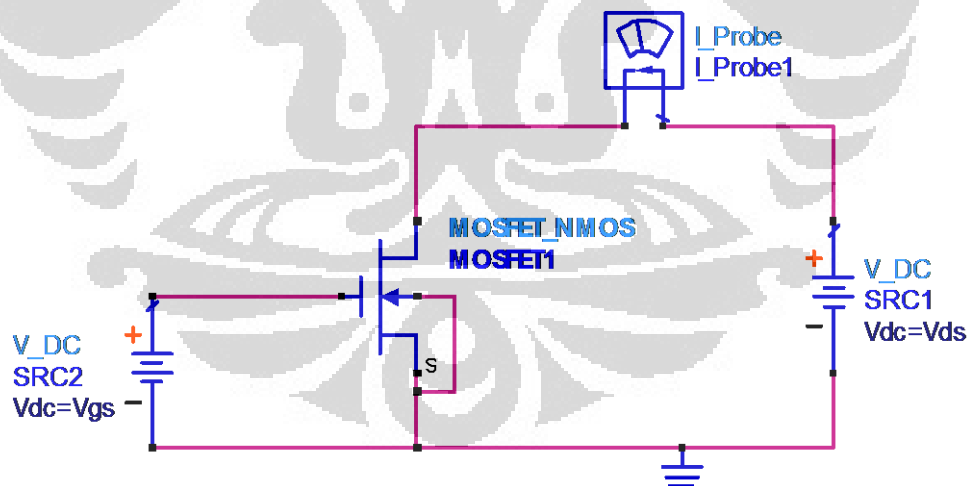 I_Probe
I_Probe1
MOSFET_NMOS
MOSFET1
S
+
V_DC
SRC1
Vdc=Vds
−
+
V_DC
SRC2
Vdc=Vgs
−